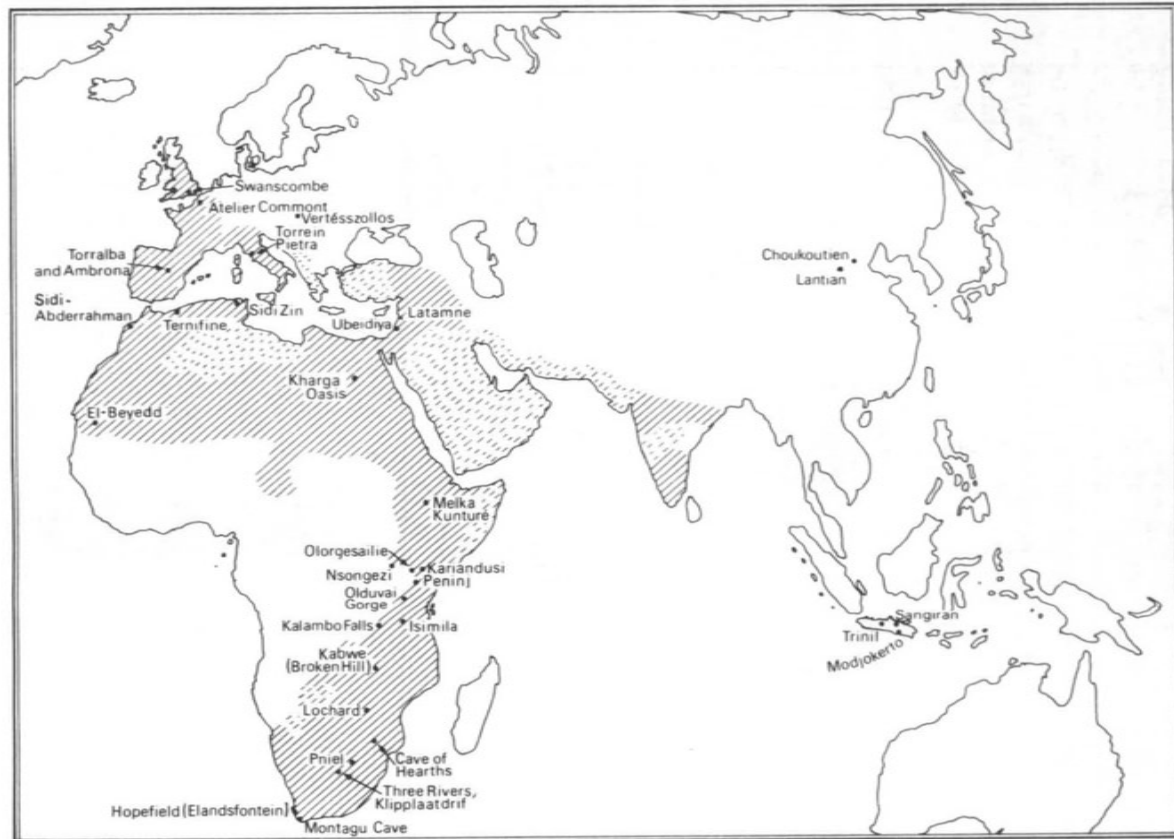 Swanscombe
Atelier Commont
Vertésszollos
Torre in
Pietra
Torralba
and Ambrona
Choukoutien
Lantian
Sidi-
Abderrahman
Ternifine
Sidi Zin
Ubeidiya
Latamne
Kharga
Oasis
El-Beyedd
Melka
Kunturé
Olorgesailie
Nsongezi
Kariandusi
Peninj
Olduvai
Gorge
Kalambo Falls
Isimila
Sangiran
Trinil
Modjokerto
Kabwe
(Broken Hill)
Lochard
Pniel
Cave of
Hearths
Three Rivers,
Klipplaatdrif
Hopefield (Elandsfontein)
Montagu Cave